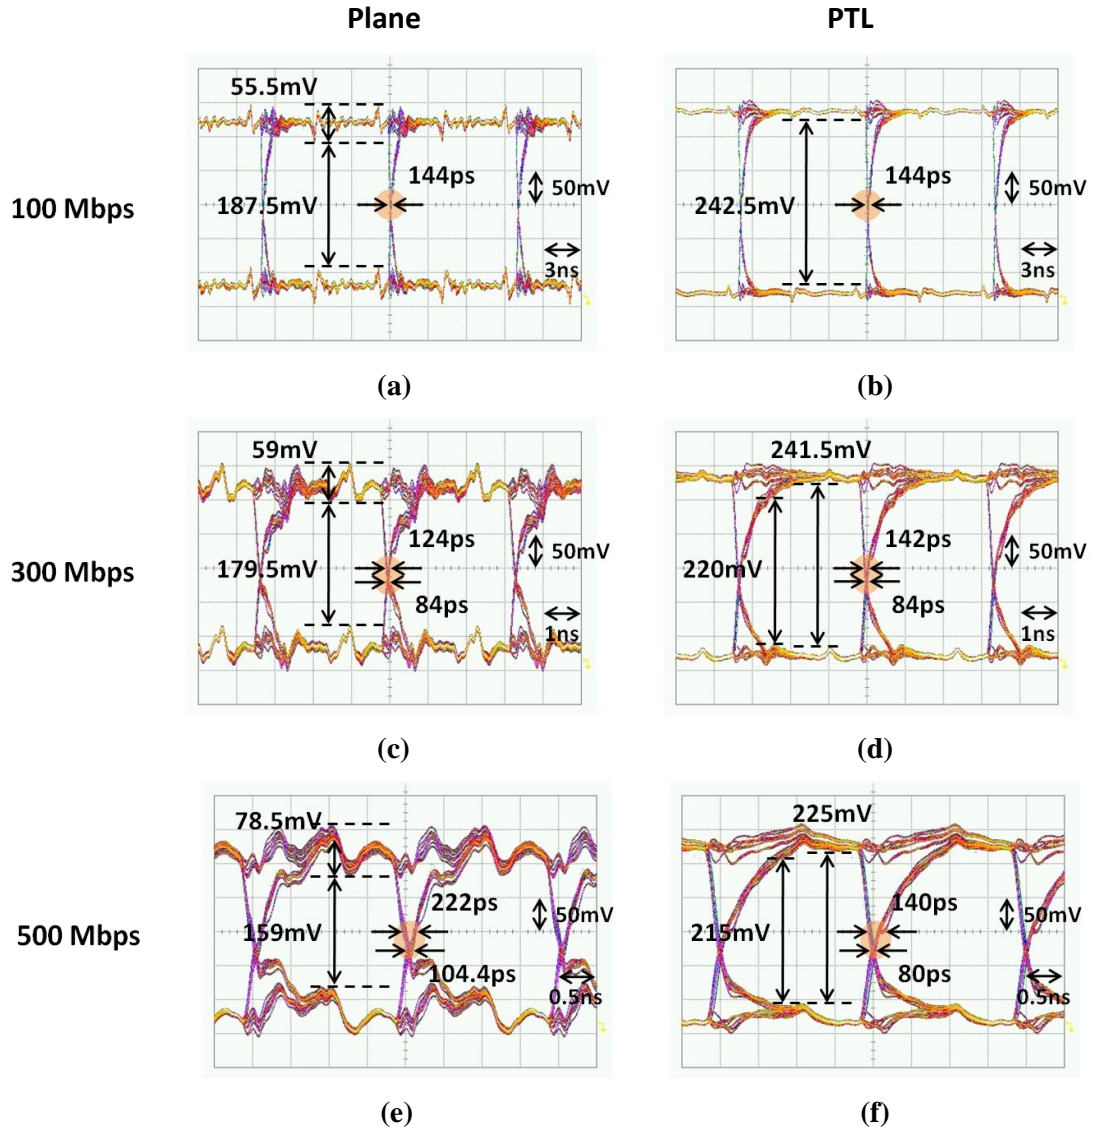 Plane
PTL
100 Mbps
55.5mV
187.5mV
144ps
50mV
3ns
(a)
242.5mV
144ps
50mV
3ns
(b)
300 Mbps
59mV
179.5mV
124ps
84ps
50mV
1ns
(c)
241.5mV
220mV
142ps
84ps
50mV
1ns
(d)
500 Mbps
78.5mV
159mV
222ps
104.4ps
50mV
0.5ns
(e)
225mV
215mV
140ps
80ps
50mV
0.5ns
(f)